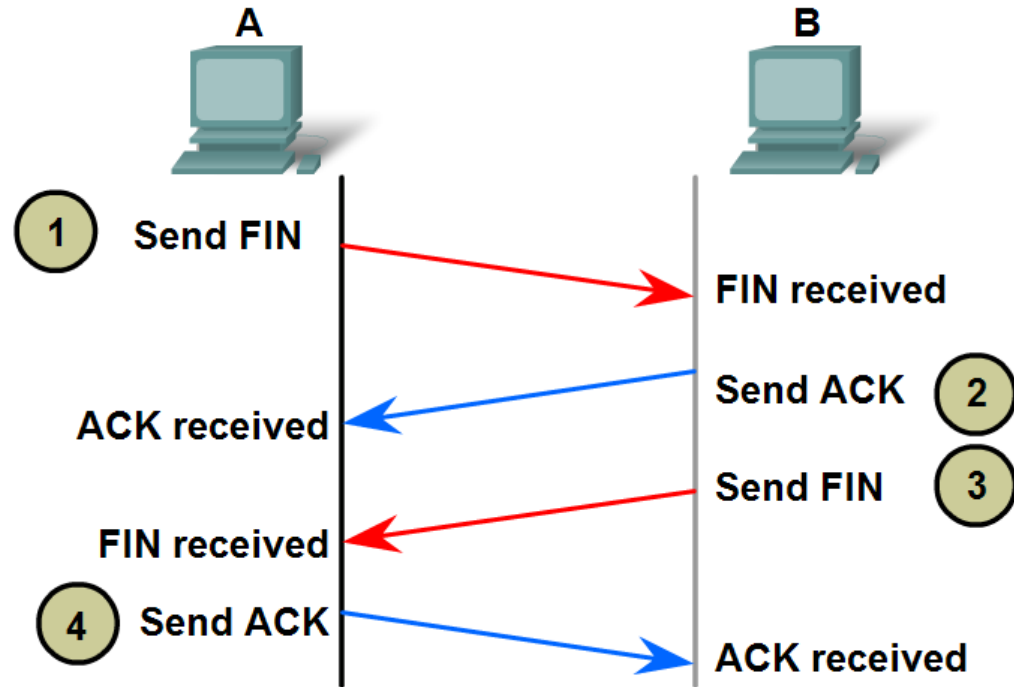 A
B
1
Send FIN
FIN received
Send ACK
2
ACK received
Send FIN
3
FIN received
4
Send ACK
ACK received